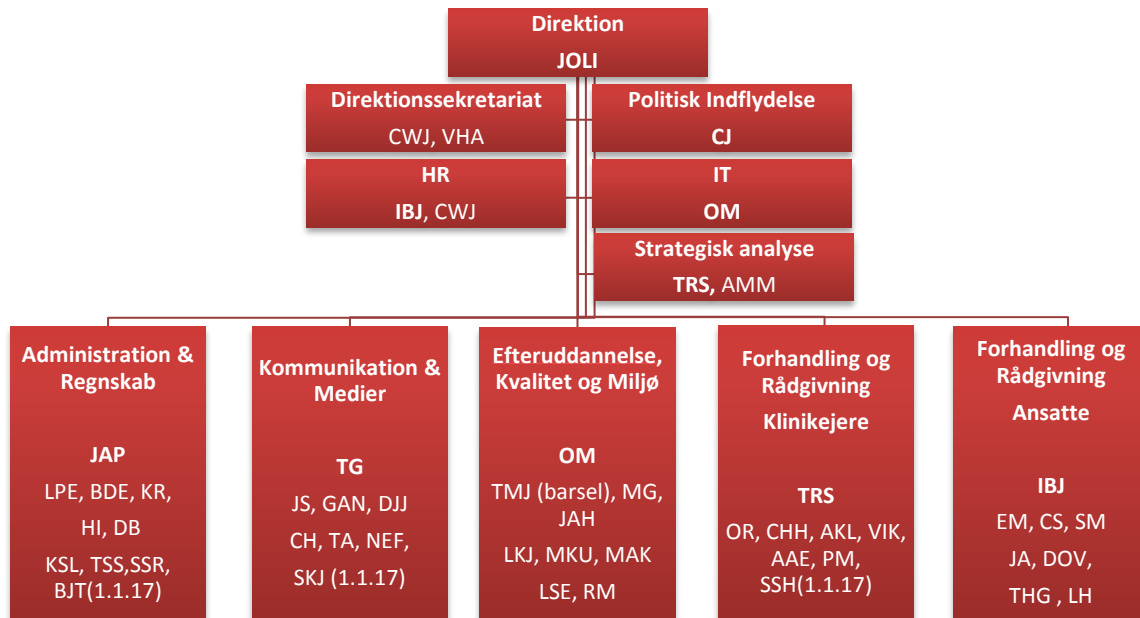 Direktion
JOLI
Direktionssekretariat
CWJ, VHA
Politisk Indflydelse
CJ
HR
IBJ, CWJ
IT
OM
Strategisk analyse
TRS, AMM
Administration &
Regnskab
JAP
LPE, BDE, KR,
HI, DB
KSL, TSS,SSR,
BJT(1.1.17)
Kommunikation &
Medier
TG
JS, GAN, DJJ
CH, TA, NEF,
SKJ (1.1.17)
Efteruddannelse,
Kvalitet og Miljø
OM
TMJ (barsel), MG,
JAH
LKJ, MKU, MAK
LSE, RM
Forhandling og
Rådgivning
Klinikejere
TRS
OR, CHH, AKL, VIK,
AAE, PM,
SSH(1.1.17)
Forhandling og
Rådgivning
Ansatte
IBJ
EM, CS, SM
JA, DOV,
THG , LH